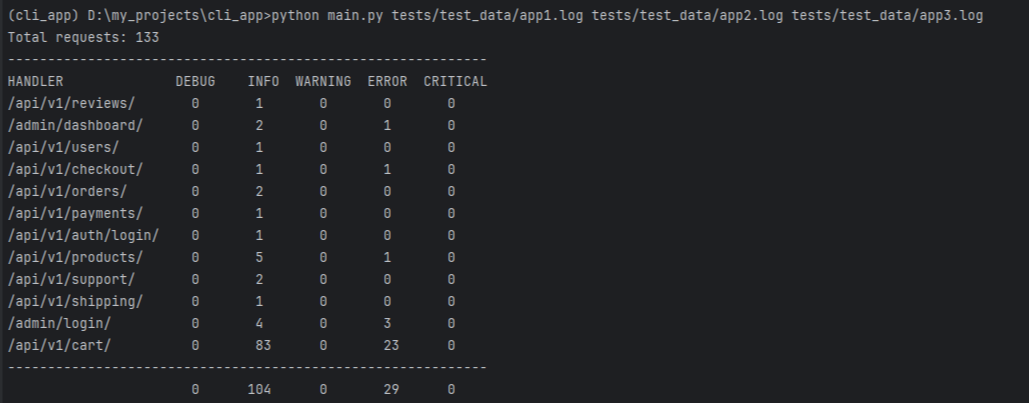 (cli_app) D:\my_projects\cli_app>python main.py tests/test_data/app1.log tests/test_data/app2.log tests/test_data/app3.log
Total requests: 133
------------------------------------------------------------
HANDLER              DEBUG    INFO  WARNING  ERROR  CRITICAL
/api/v1/reviews/       0       1       0       0       0
/admin/dashboard/      0       2       0       1       0
/api/v1/users/         0       1       0       0       0
/api/v1/checkout/      0       1       0       1       0
/api/v1/orders/        0       2       0       0       0
/api/v1/payments/      0       1       0       0       0
/api/v1/auth/login/    0       1       0       0       0
/api/v1/products/      0       5       0       1       0
/api/v1/support/       0       2       0       0       0
/api/v1/shipping/      0       1       0       0       0
/admin/login/          0       4       0       3       0
/api/v1/cart/          0       83      0       23      0
------------------------------------------------------------
                       0      104      0       29      0